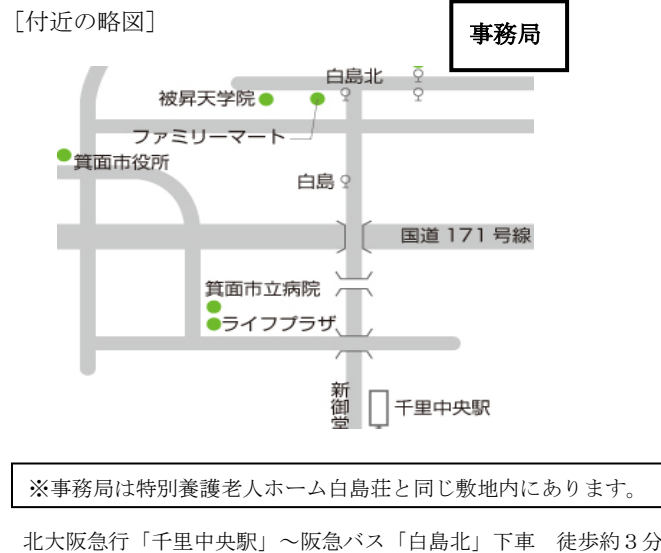 [付近の略図]
事務局
白島北
被昇天学院
ファミリーマート
箕面市役所
白島
国道 171 号線
箕面市立病院
ライフプラザ
新御堂
千里中央駅
※事務局は特別養護老人ホーム白島荘と同じ敷地内にあります。
北大阪急行「千里中央駅」～阪急バス「白島北」下車　徒歩約３分